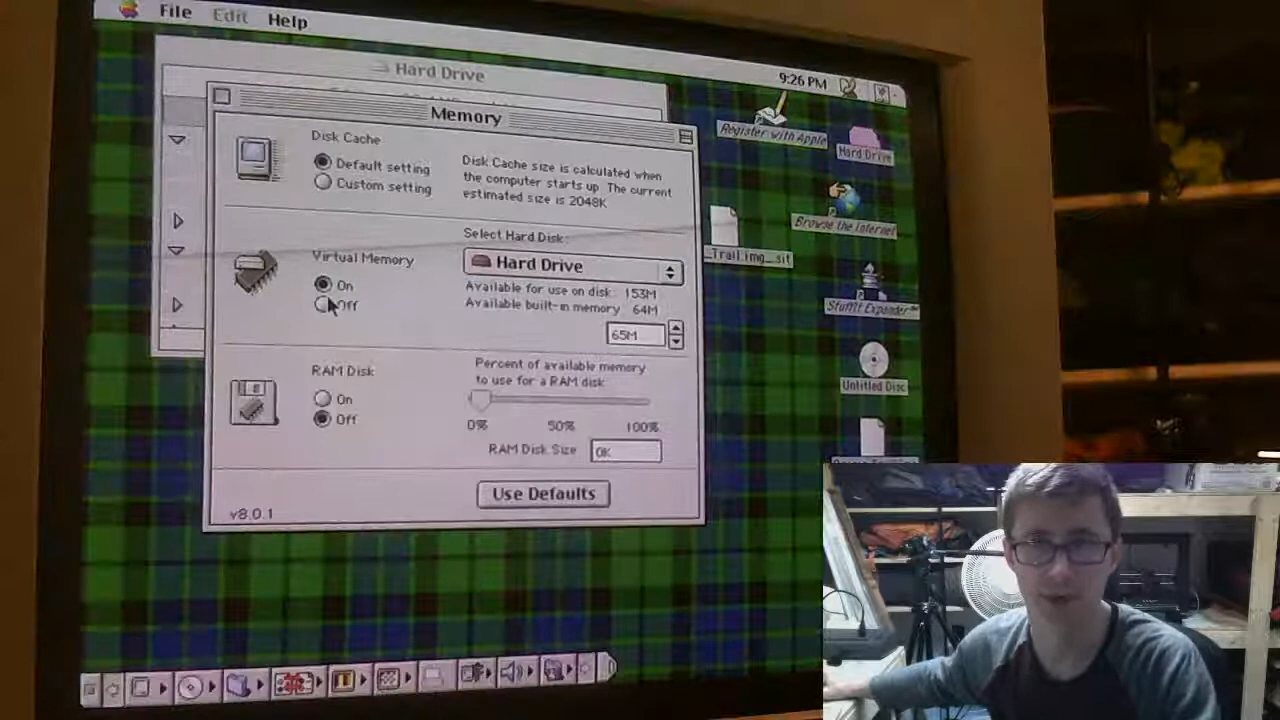 File Edit Help
9:26 PM
Hard Drive
Memory
Register with Apple
Hard Drive
Disk Cache
Default setting
Custom setting
Disk Cache size is calculated when
the computer starts up. The current
estimated size is 2048K
Browse the Internet
Select Hard Disk:
Virtual Memory
On
Off
Hard Drive
Available for use on disk: 153M
Available built-in memory 64M
65M
_Trail.img_.sit
StuffIt Expander™
RAM Disk
On
Off
Percent of available memory
to use for a RAM disk
0% 50% 100%
RAM Disk Size 0K
Untitled Disc
Use Defaults
v8.0.1